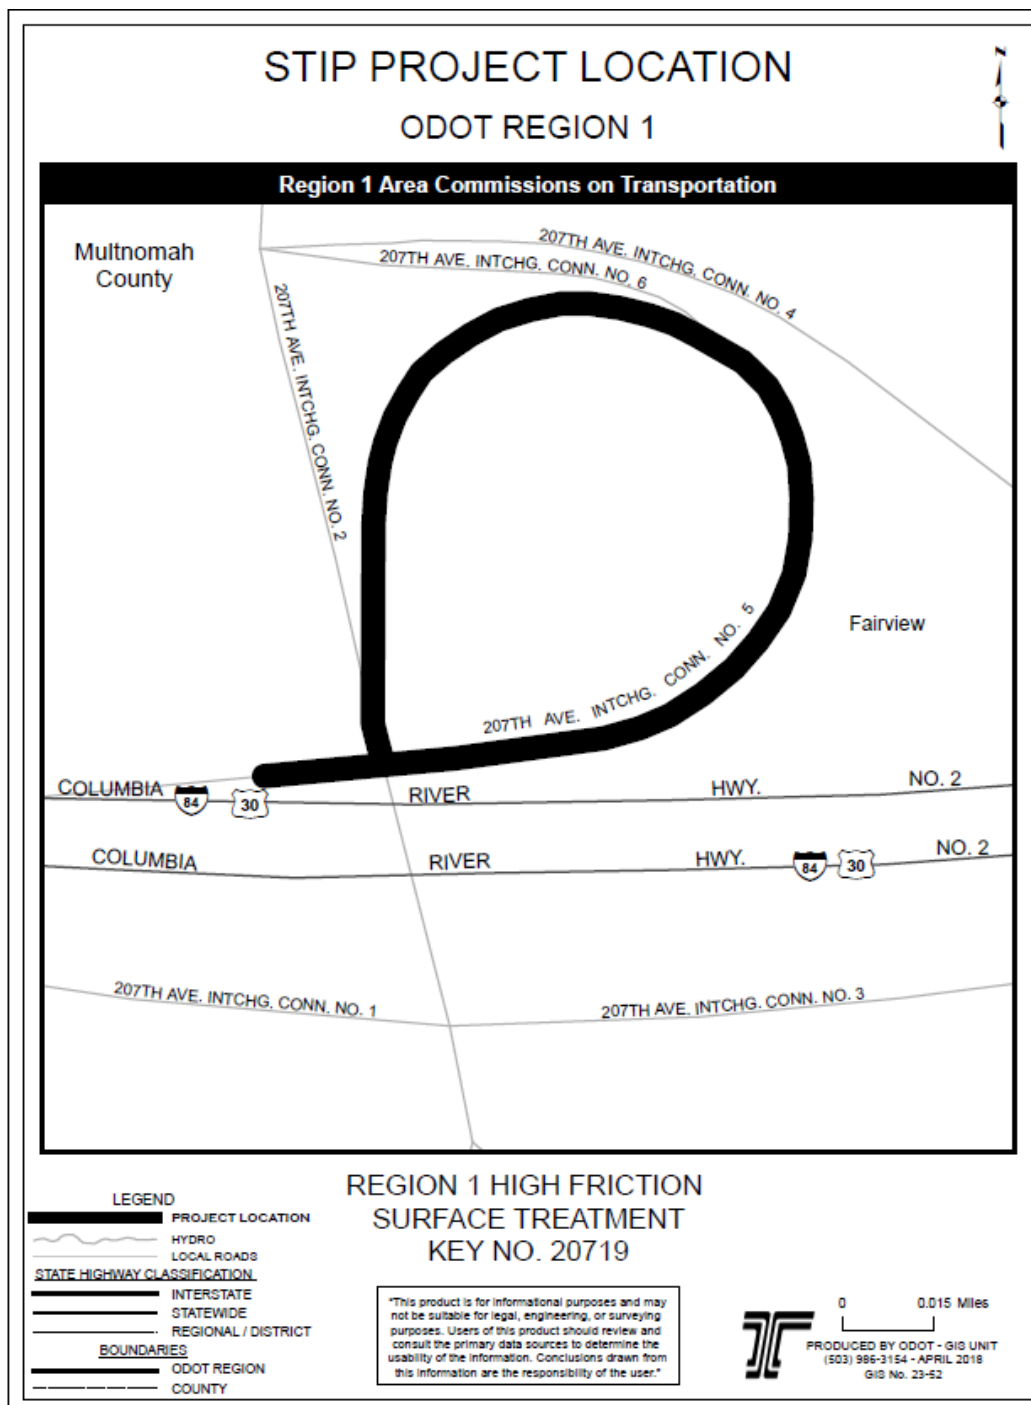 STIP PROJECT LOCATION
ODOT REGION 1
N
Region 1 Area Commissions on Transportation
Multnomah
County
207TH AVE. INTCHG. CONN. NO. 4
207TH AVE. INTCHG. CONN. NO. 6
207TH AVE. INTCHG. CONN. NO. 2
Fairview
207TH AVE. INTCHG. CONN. NO. 5
COLUMBIA 84 30 RIVER HWY. NO. 2
COLUMBIA RIVER HWY. 84 30 NO. 2
207TH AVE. INTCHG. CONN. NO. 1
207TH AVE. INTCHG. CONN. NO. 3
REGION 1 HIGH FRICTION
SURFACE TREATMENT
KEY NO. 20719
LEGEND
PROJECT LOCATION
HYDRO
LOCAL ROADS
STATE HIGHWAY CLASSIFICATION
INTERSTATE
STATEWIDE
REGIONAL / DISTRICT
BOUNDARIES
ODOT REGION
COUNTY
"This product is for informational purposes and may
not be suitable for legal, engineering, or surveying
purposes. Users of this product should review and
consult the primary data sources to determine the
usability of the information. Conclusions drawn from
this information are the responsibility of the user."
0 0.015 Miles
PRODUCED BY ODOT - GIS UNIT
(503) 986-3154 - APRIL 2018
GIS No. 23-52